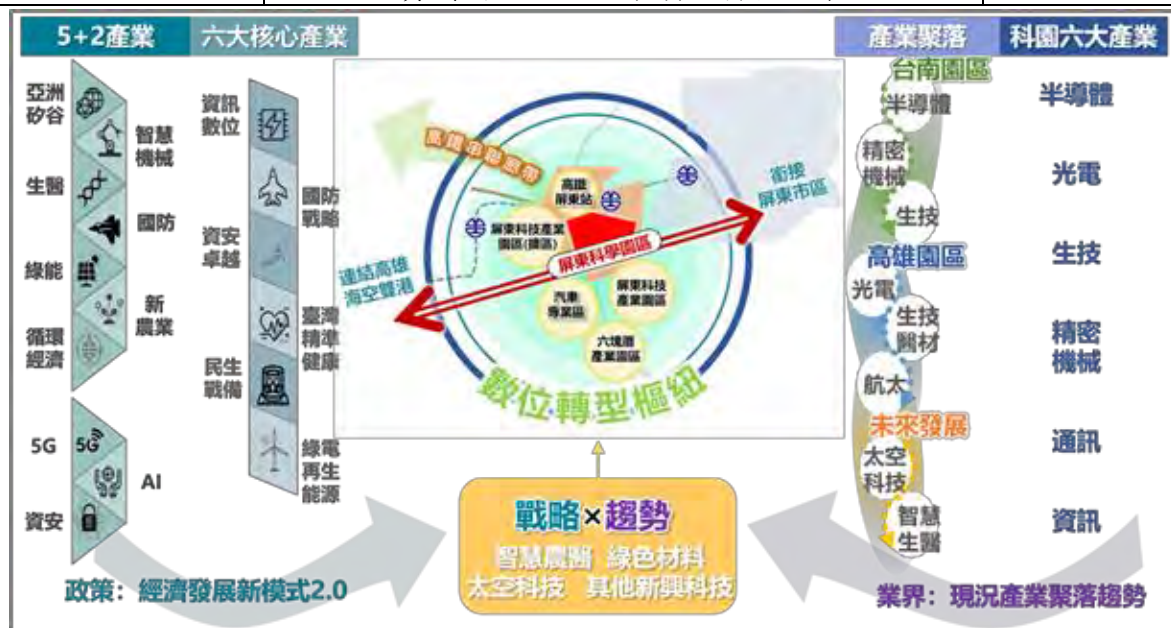 5+2產業
六大核心產業
亞洲
矽谷
智慧
機械
生醫
國防
綠能
新
農業
循環
經濟
5G
5G
AI
資安
資訊
數位
國防
戰略
資安
卓越
臺灣
精準
健康
民生
戰備
綠電
再生
能源
政策：經濟發展新模式2.0
高鐵串聯廊帶
高鐵
屏東站
銜接
屏東市區
屏東科技產業
園區(擴區)
屏東科學園區
連結高雄
海空雙港
汽車
專業區
屏東科技
產業園區
六塊厝
產業園區
數位轉型樞紐
戰略×趨勢
智慧農醫 綠色材料
太空科技 其他新興科技
產業聚落
科園六大產業
台南園區
半導體
精密
機械
生技
高雄園區
光電
生技
醫材
航太
未來發展
太空
科技
智慧
生醫
半導體
光電
生技
精密
機械
通訊
資訊
業界：現況產業聚落趨勢